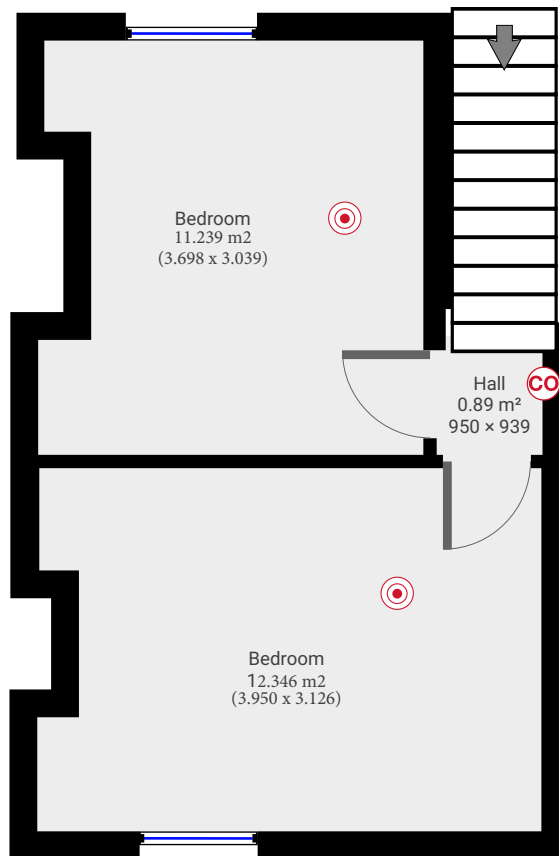 Bedroom
11.239 m2
(3.698 x 3.039)
Hall
0.89 m²
950 × 939
CO
Bedroom
12.346 m2
(3.950 x 3.126)